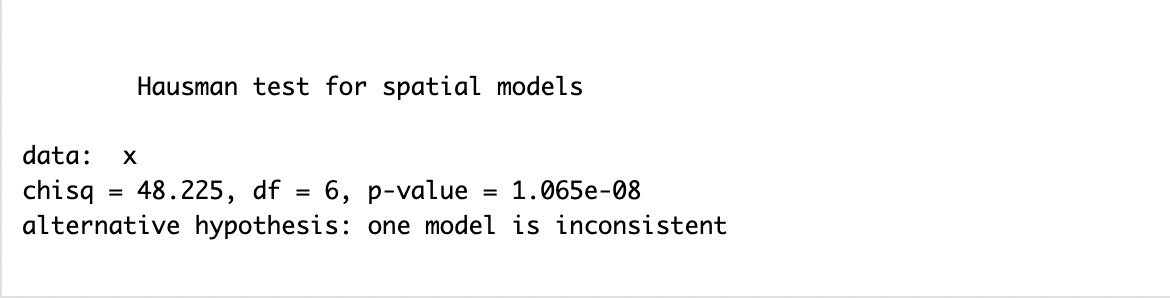 Hausman test for spatial models
data:  x
chisq = 48.225, df = 6, p-value = 1.065e-08
alternative hypothesis: one model is inconsistent